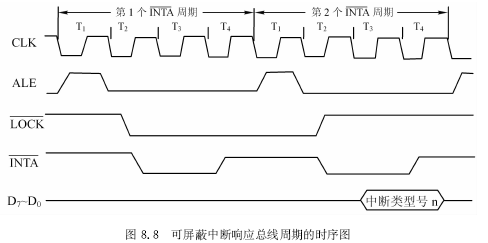 第 1 个 INTA 周期 第 2 个 INTA 周期
T₁ T₂ T₃ T₄ T₁ T₂ T₃ T₄
CLK
ALE
LOCK
INTA
D₇~D₀ 中断类型号 n
图 8.8 可屏蔽中断响应总线周期的时序图